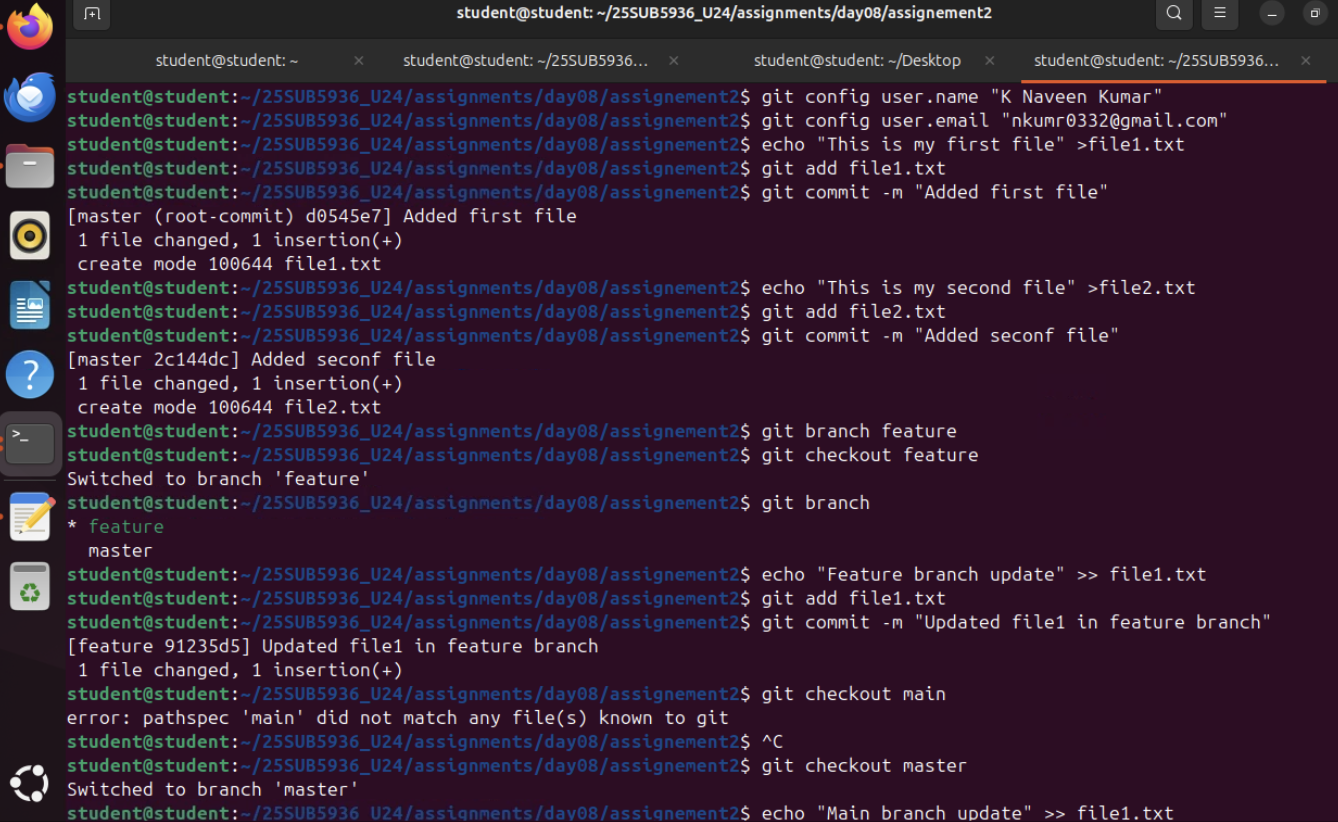 student@student: ~/25SUB5936_U24/assignments/day08/assignement2
student@student: ~ × student@student: ~/25SUB5936... × student@student: ~/Desktop × student@student: ~/25SUB5936... ×
student@student:~/25SUB5936_U24/assignments/day08/assignement2$ git config user.name "K Naveen Kumar"
student@student:~/25SUB5936_U24/assignments/day08/assignement2$ git config user.email "nkumr0332@gmail.com"
student@student:~/25SUB5936_U24/assignments/day08/assignement2$ echo "This is my first file" >file1.txt
student@student:~/25SUB5936_U24/assignments/day08/assignement2$ git add file1.txt
student@student:~/25SUB5936_U24/assignments/day08/assignement2$ git commit -m "Added first file"
[master (root-commit) d0545e7] Added first file
 1 file changed, 1 insertion(+)
 create mode 100644 file1.txt
student@student:~/25SUB5936_U24/assignments/day08/assignement2$ echo "This is my second file" >file2.txt
student@student:~/25SUB5936_U24/assignments/day08/assignement2$ git add file2.txt
student@student:~/25SUB5936_U24/assignments/day08/assignement2$ git commit -m "Added seconf file"
[master 2c144dc] Added seconf file
 1 file changed, 1 insertion(+)
 create mode 100644 file2.txt
student@student:~/25SUB5936_U24/assignments/day08/assignement2$ git branch feature
student@student:~/25SUB5936_U24/assignments/day08/assignement2$ git checkout feature
Switched to branch 'feature'
student@student:~/25SUB5936_U24/assignments/day08/assignement2$ git branch
* feature
  master
student@student:~/25SUB5936_U24/assignments/day08/assignement2$ echo "Feature branch update" >> file1.txt
student@student:~/25SUB5936_U24/assignments/day08/assignement2$ git add file1.txt
student@student:~/25SUB5936_U24/assignments/day08/assignement2$ git commit -m "Updated file1 in feature branch"
[feature 91235d5] Updated file1 in feature branch
 1 file changed, 1 insertion(+)
student@student:~/25SUB5936_U24/assignments/day08/assignement2$ git checkout main
error: pathspec 'main' did not match any file(s) known to git
student@student:~/25SUB5936_U24/assignments/day08/assignement2$ ^C
student@student:~/25SUB5936_U24/assignments/day08/assignement2$ git checkout master
Switched to branch 'master'
student@student:~/25SUB5936_U24/assignments/day08/assignement2$ echo "Main branch update" >> file1.txt